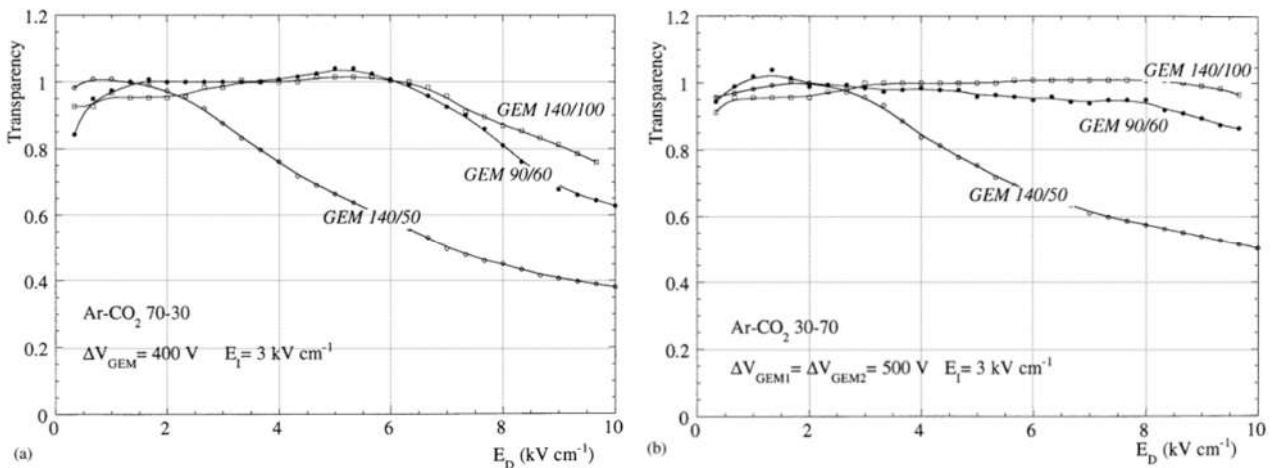 1.2
1
0.8
0.6
0.4
0.2
0
Transparency
GEM 140/100
GEM 90/60
GEM 140/50
Ar-CO2 70-30
ΔVGEM= 400 V EI= 3 kV cm-1
0 2 4 6 8 10
(a)
ED (kV cm-1)
1.2
1
0.8
0.6
0.4
0.2
0
Transparency
GEM 140/100
GEM 90/60
GEM 140/50
Ar-CO2 30-70
ΔVGEM1= ΔVGEM2= 500 V EI= 3 kV cm-1
0 2 4 6 8 10
(b)
ED (kV cm-1)